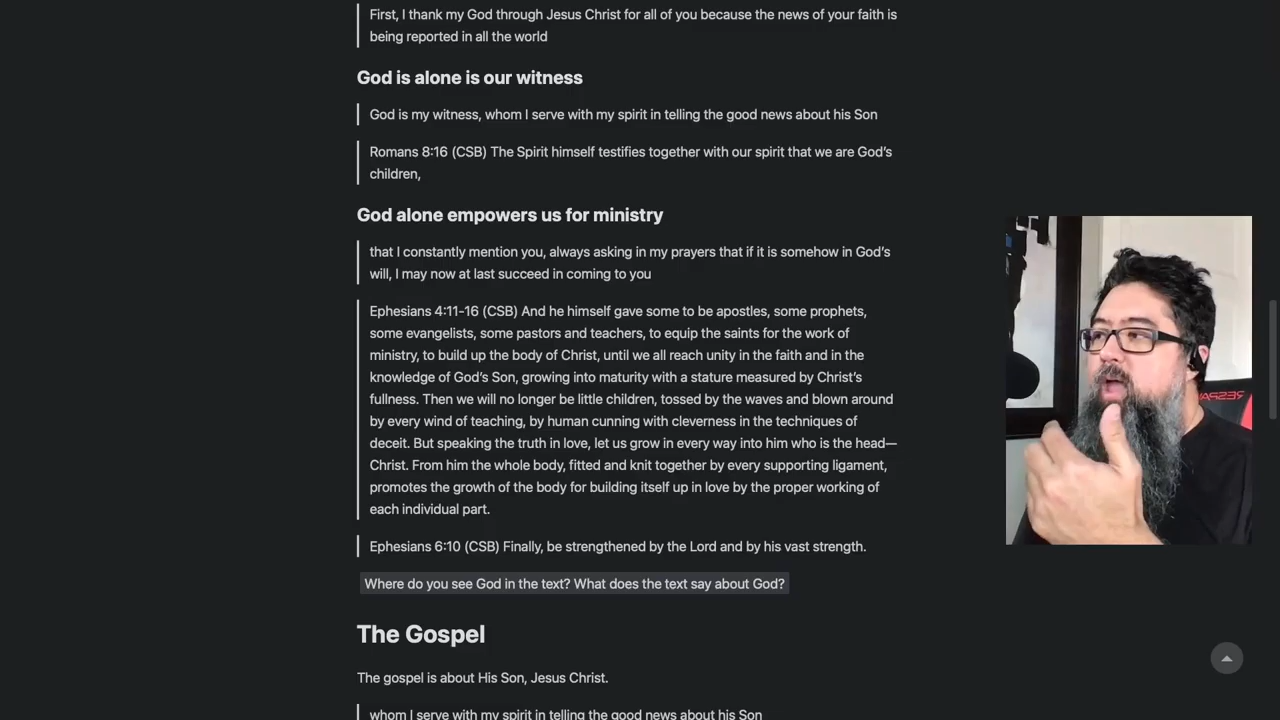 First, I thank my God through Jesus Christ for all of you because the news of your faith is
being reported in all the world
God is alone is our witness
God is my witness, whom I serve with my spirit in telling the good news about his Son
Romans 8:16 (CSB) The Spirit himself testifies together with our spirit that we are God’s
children,
God alone empowers us for ministry
that I constantly mention you, always asking in my prayers that if it is somehow in God’s
will, I may now at last succeed in coming to you
Ephesians 4:11-16 (CSB) And he himself gave some to be apostles, some prophets,
some evangelists, some pastors and teachers, to equip the saints for the work of
ministry, to build up the body of Christ, until we all reach unity in the faith and in the
knowledge of God’s Son, growing into maturity with a stature measured by Christ’s
fullness. Then we will no longer be little children, tossed by the waves and blown around
by every wind of teaching, by human cunning with cleverness in the techniques of
deceit. But speaking the truth in love, let us grow in every way into him who is the head—
Christ. From him the whole body, fitted and knit together by every supporting ligament,
promotes the growth of the body for building itself up in love by the proper working of
each individual part.
Ephesians 6:10 (CSB) Finally, be strengthened by the Lord and by his vast strength.
Where do you see God in the text? What does the text say about God?
The Gospel
The gospel is about His Son, Jesus Christ.
whom I serve with my spirit in telling the good news about his Son
RESPA